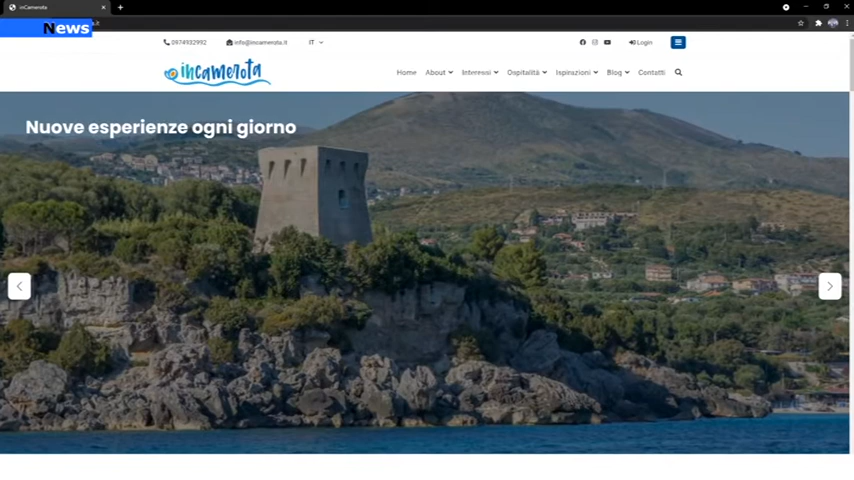 inCamerota
News
.it
0974932992 info@incamerota.it IT Login
incamerota
Home About Interessi Ospitalità Ispirazioni Blog Contatti
Nuove esperienze ogni giorno